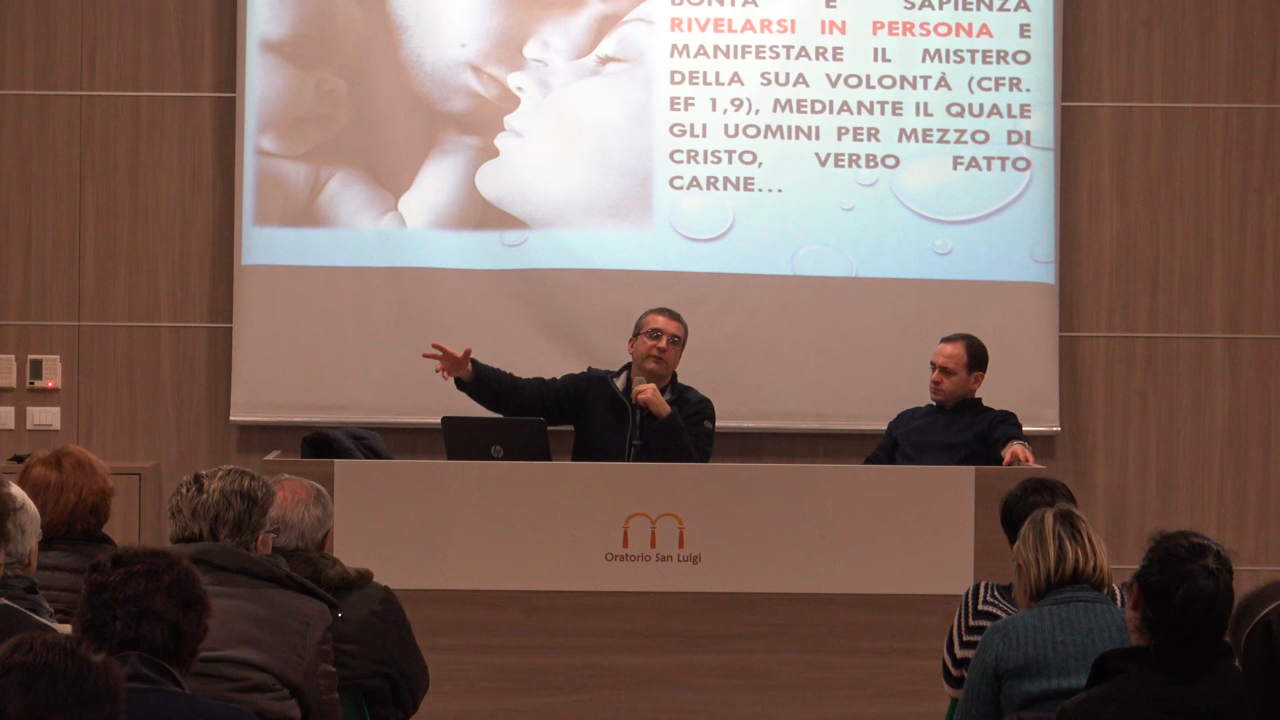 BONTÀ E SAPIENZA
RIVELARSI IN PERSONA E
MANIFESTARE IL MISTERO
DELLA SUA VOLONTÀ (CFR.
EF 1,9), MEDIANTE IL QUALE
GLI UOMINI PER MEZZO DI
CRISTO, VERBO FATTO
CARNE...
hp
Oratorio San Luigi